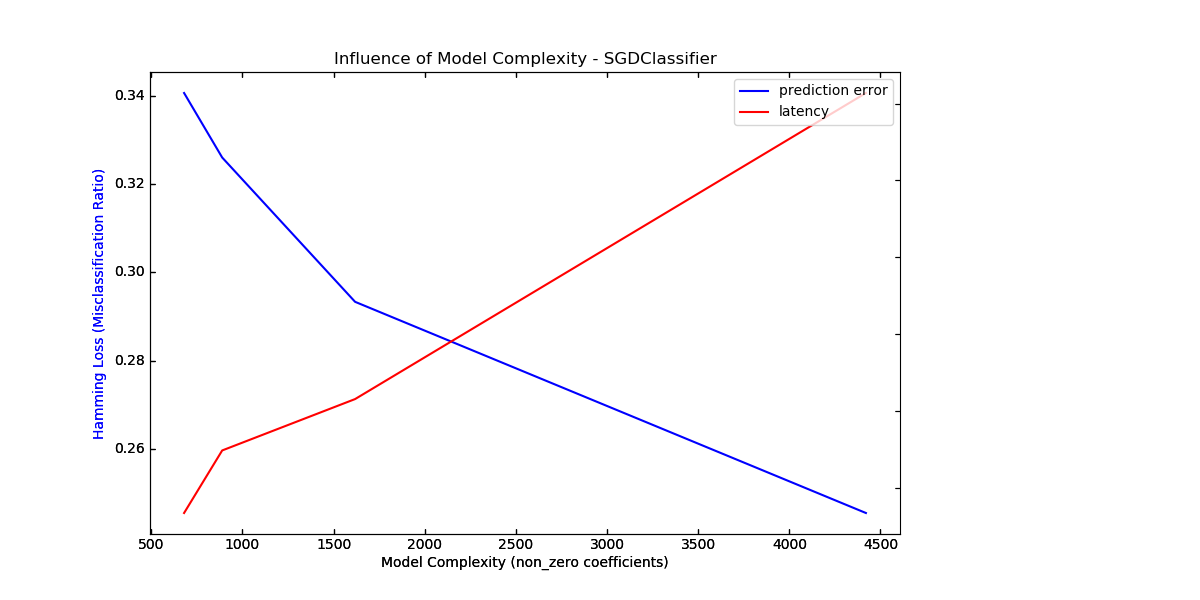 Influence of Model Complexity - SGDClassifier
prediction error
latency
0.34
0.32
0.30
0.28
0.26
Hamming Loss (Misclassification Ratio)
500 1000 1500 2000 2500 3000 3500 4000 4500
Model Complexity (non_zero coefficients)